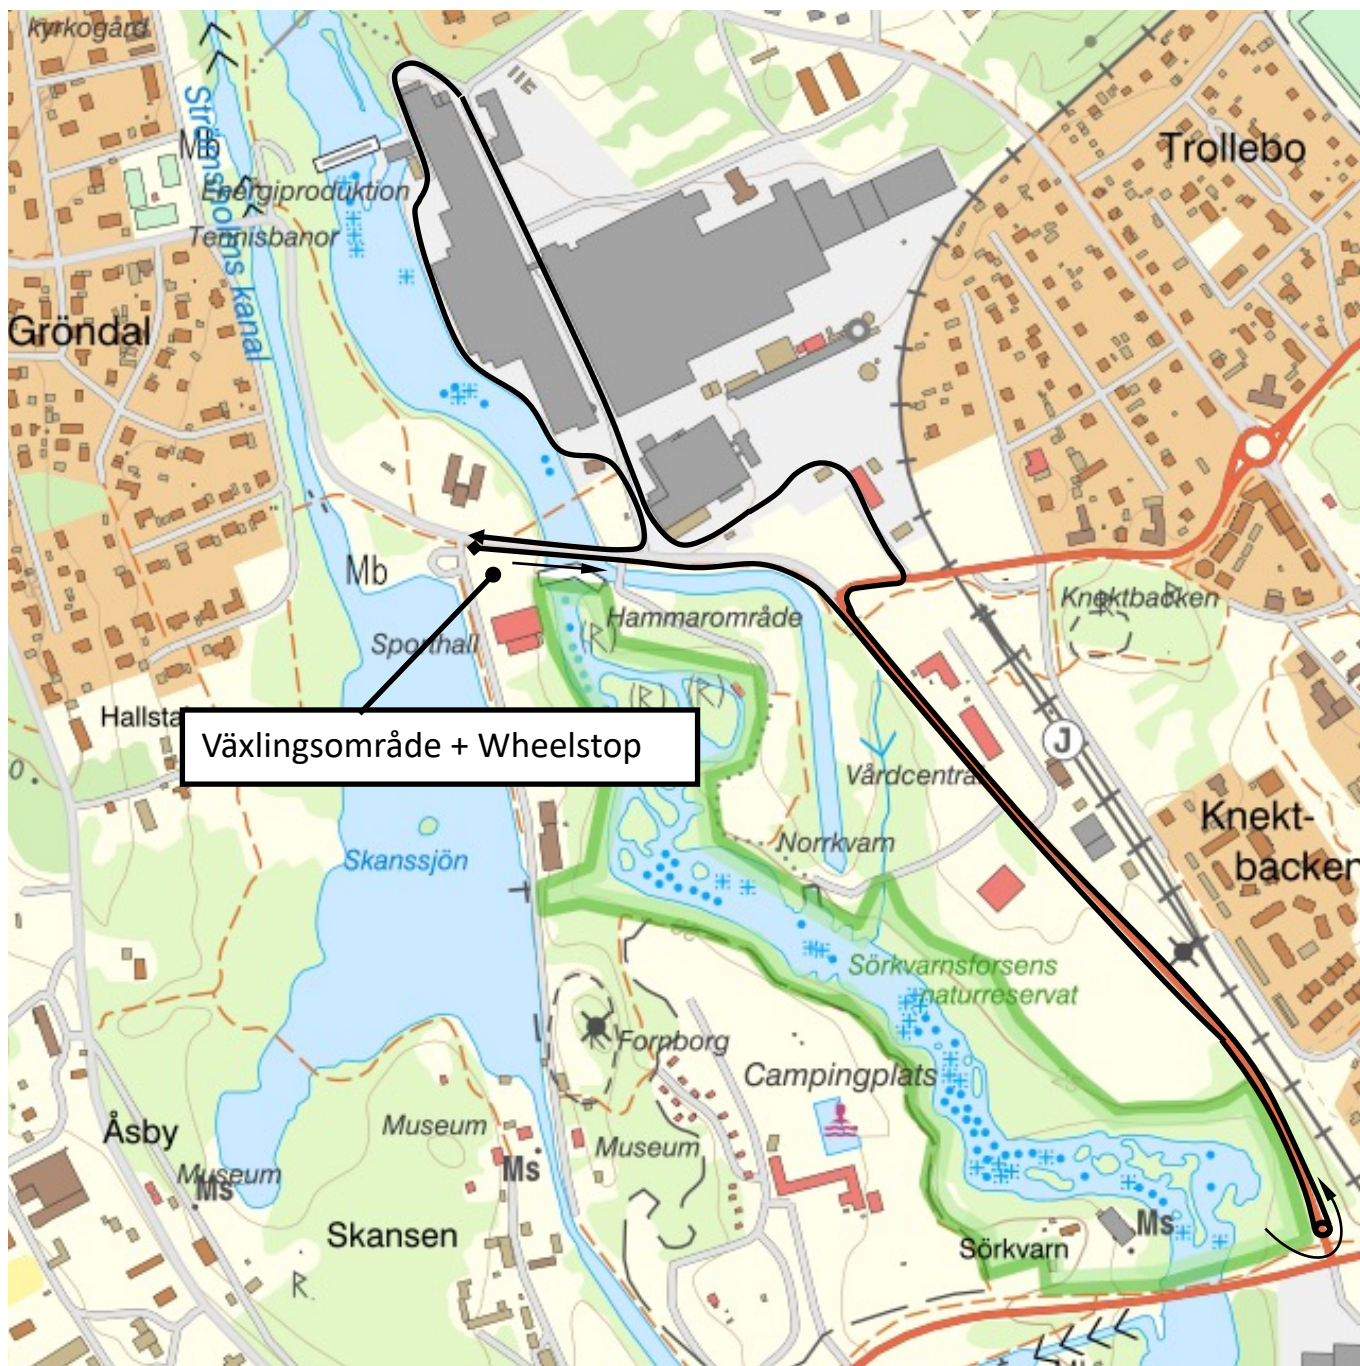 kyrkogård
Strömsholms kanal
Mb
Trollebo
Energiproduktion
Tennisbanor
Gröndal
Mb
Hammarområde
Knektbacken
R
R
Sporthall
(R)
(R)
(R)
Hallsta
Växlingsområde + Wheelstop
J
0
Vårdcentral
Knekt-
backen
Norrkvarn
Skanssjön
Sörkvarnsforsens
naturreservat
Fornborg
R
Campingplats
Åsby
Museum
Museum
Museum
Ms
Ms
Ms
Skansen
Sörkvarn
R